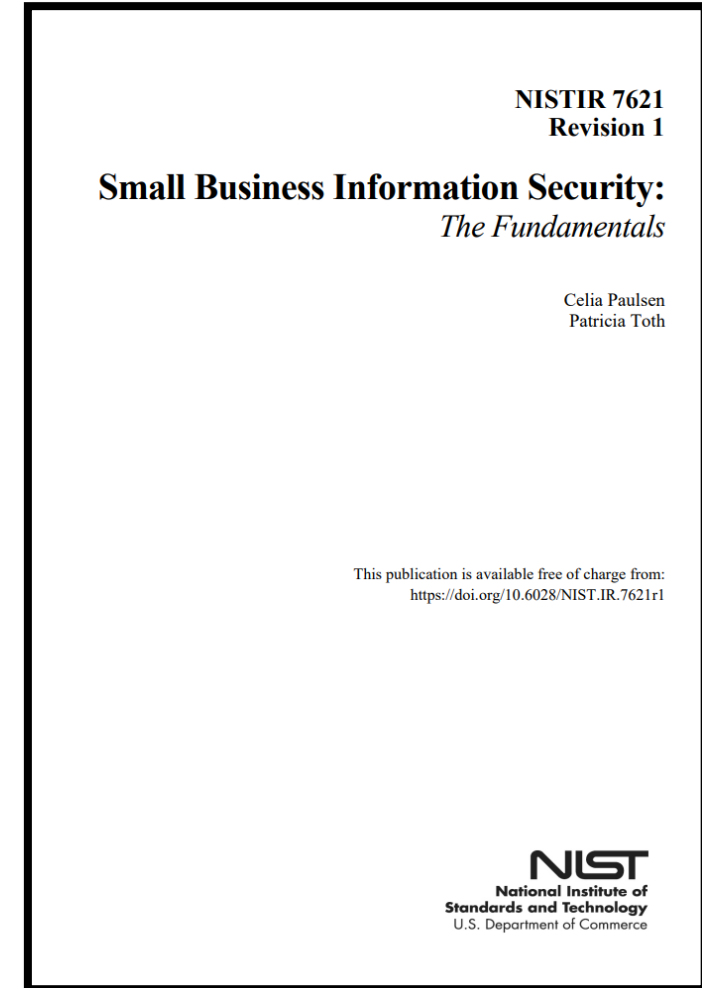 NISTIR 7621
Revision 1
Small Business Information Security:
The Fundamentals
Celia Paulsen
Patricia Toth
This publication is available free of charge from:
https://doi.org/10.6028/NIST.IR.7621r1
NIST
National Institute of
Standards and Technology
U.S. Department of Commerce